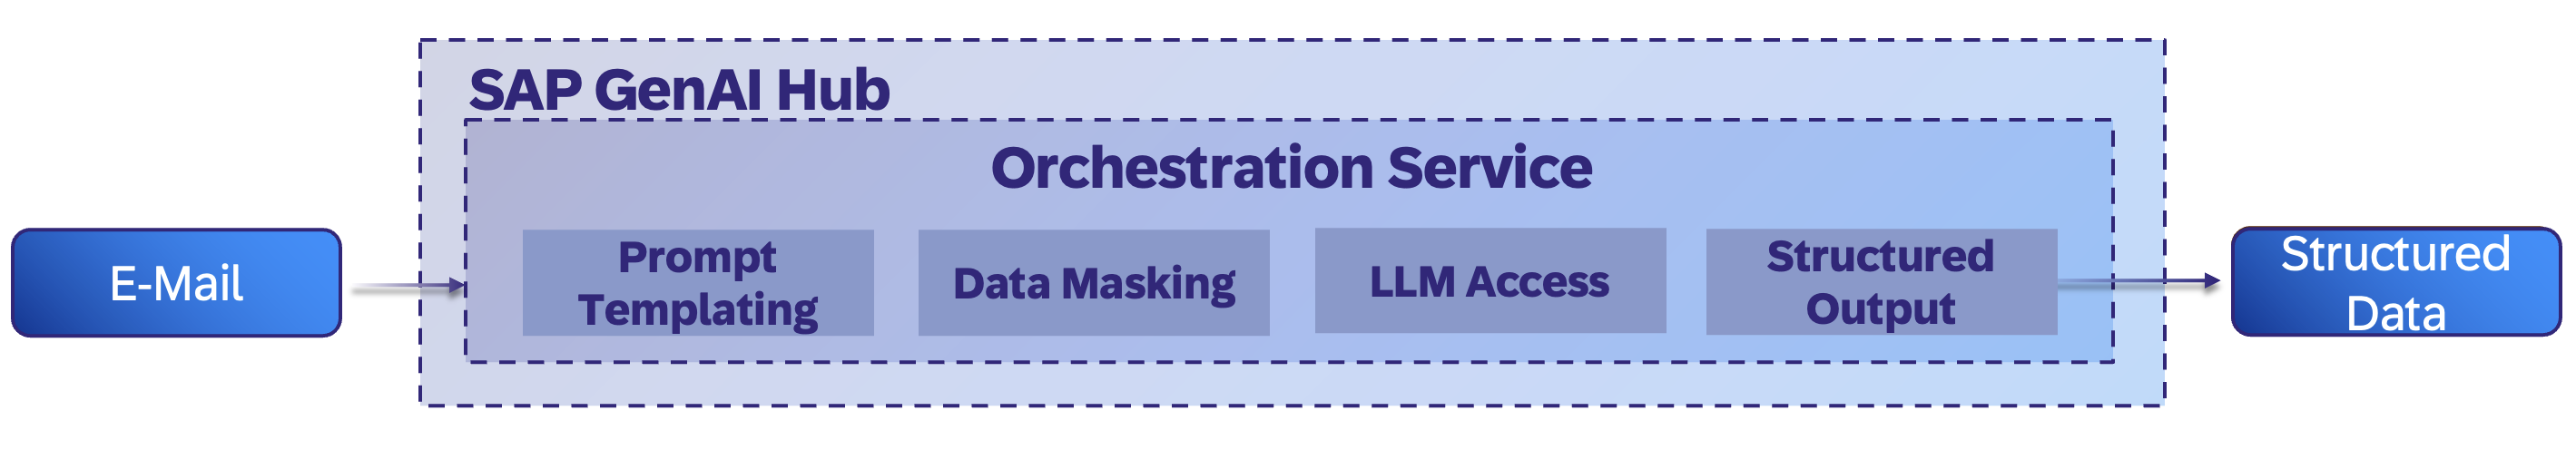 SAP GenAI Hub
Orchestration Service
E-Mail
Prompt
Templating
Data Masking
LLM Access
Structured
Output
Structured
Data